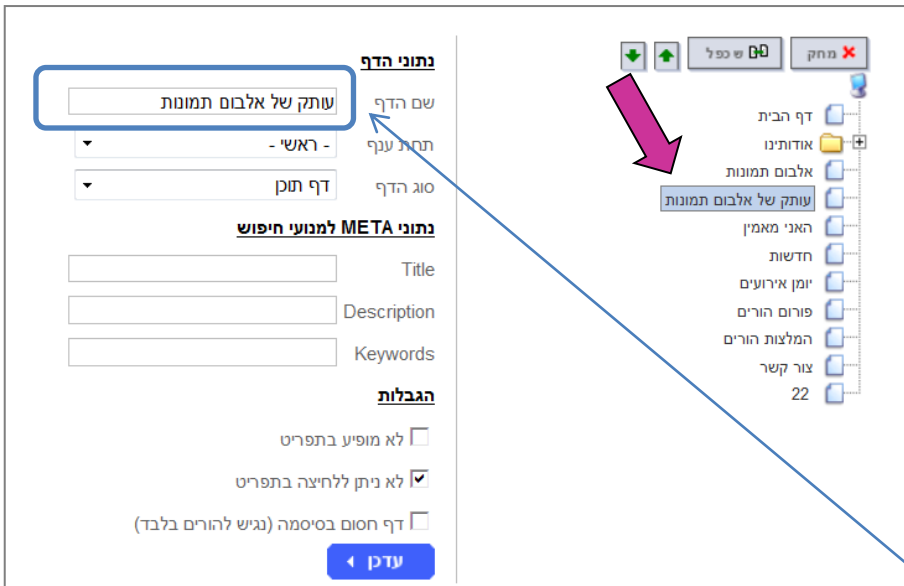 מחק
שכפל
דף הבית
אודותינו
אלבום תמונות
עותק של אלבום תמונות
האני מאמין
חדשות
יומן אירועים
פורום הורים
המלצות הורים
צור קשר
22
נתוני הדף
שם הדף עותק של אלבום תמונות
תחת ענף - ראשי -
סוג הדף דף תוכן
נתוני META למנועי חיפוש
Title
Description
Keywords
הגבלות
לא מופיע בתפריט
לא ניתן ללחיצה בתפריט
דף חסום בסיסמה (נגיש להורים בלבד)
עדכן